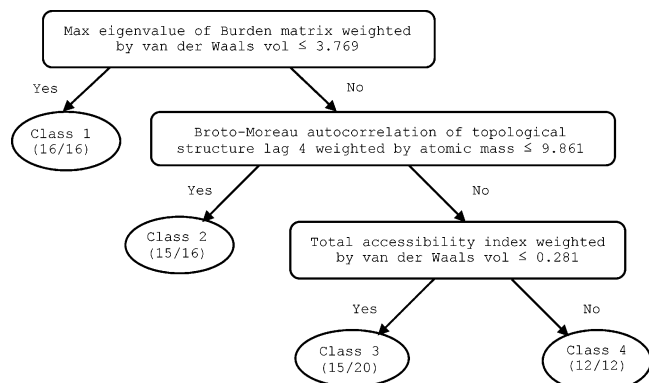 Max eigenvalue of Burden matrix weighted
by van der Waals vol ≤ 3.769
Yes
No
Class 1
(16/16)
Broto-Moreau autocorrelation of topological
structure lag 4 weighted by atomic mass ≤ 9.861
Yes
No
Class 2
(15/16)
Total accessibility index weighted
by van der Waals vol ≤ 0.281
Yes
No
Class 3
(15/20)
Class 4
(12/12)